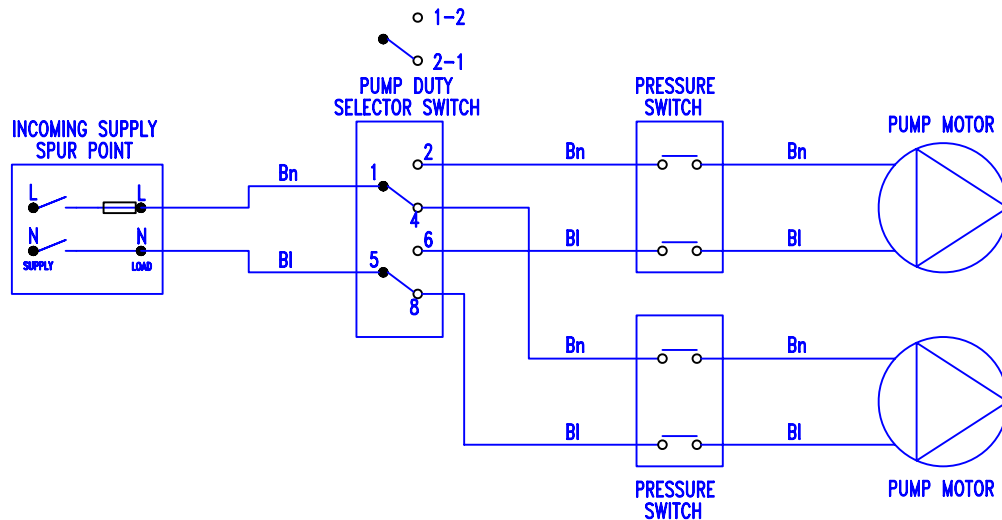 1-2
2-1
PUMP DUTY
SELECTOR SWITCH
PRESSURE
SWITCH
PUMP MOTOR
INCOMING SUPPLY
SPUR POINT
2
Bn
Bn
Bn
1
L
L
4
N
N
6
Bl
Bl
SUPPLY
LOAD
Bl
5
8
Bn
Bn
Bl
Bl
PRESSURE
SWITCH
PUMP MOTOR